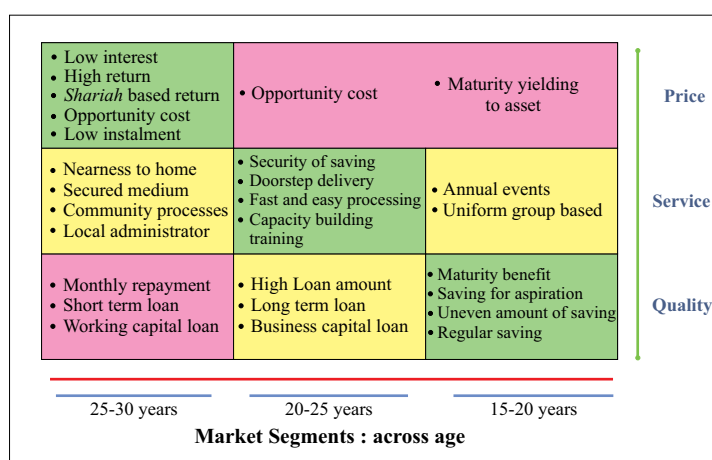 • Low interest
• High return
• Shariah based return
• Opportunity cost
• Low instalment
• Opportunity cost
• Maturity yielding
to asset
Price
• Nearness to home
• Secured medium
• Community processes
• Local administrator
• Security of saving
• Doorstep delivery
• Fast and easy processing
• Capacity building
training
• Annual events
• Uniform group based
Service
• Monthly repayment
• Short term loan
• Working capital loan
• High Loan amount
• Long term loan
• Business capital loan
• Maturity benefit
• Saving for aspiration
• Uneven amount of saving
• Regular saving
Quality
25-30 years
20-25 years
15-20 years
Market Segments : across age